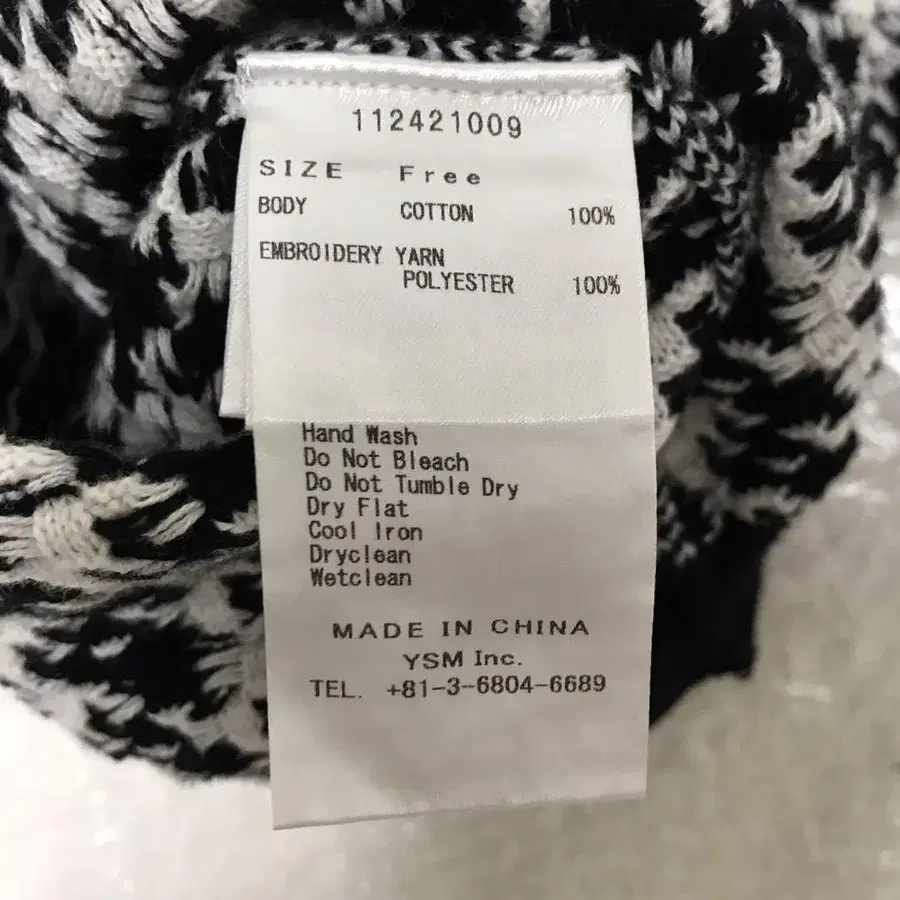 112421009
SIZE Free
BODY COTTON 100%
EMBROIDERY YARN
POLYESTER 100%
Hand Wash
Do Not Bleach
Do Not Tumble Dry
Dry Flat
Cool Iron
Dryclean
Wetclean
MADE IN CHINA
YSM Inc.
TEL. +81-3-6804-6689